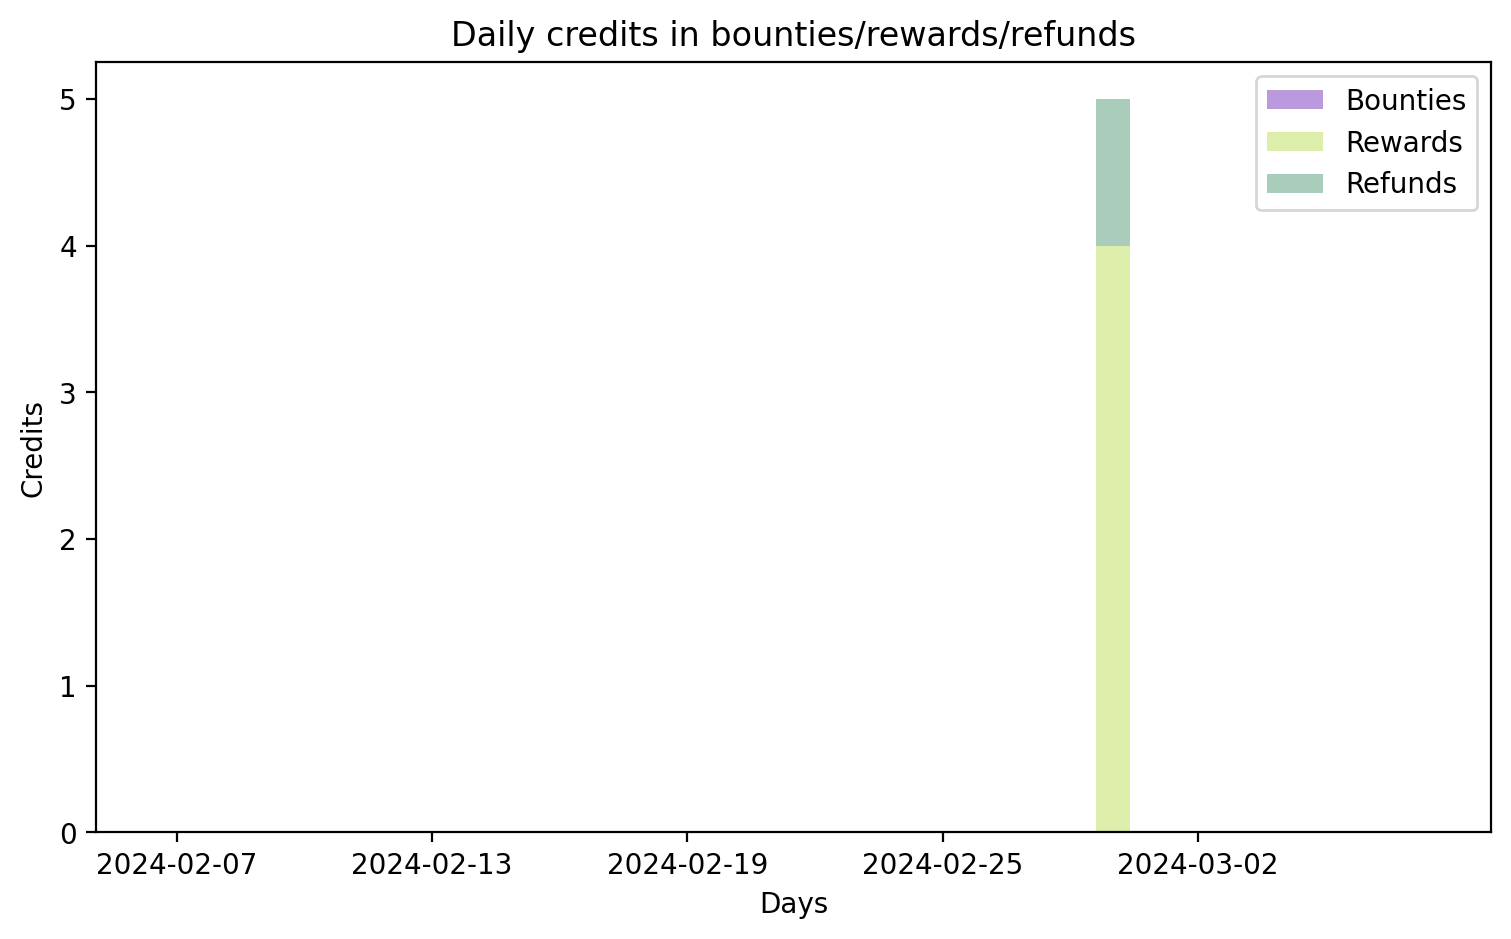 Daily credits in bounties/rewards/refunds
Bounties
Rewards
Refunds
5
4
3
2
1
0
Credits
2024-02-07 2024-02-13 2024-02-19 2024-02-25 2024-03-02
Days